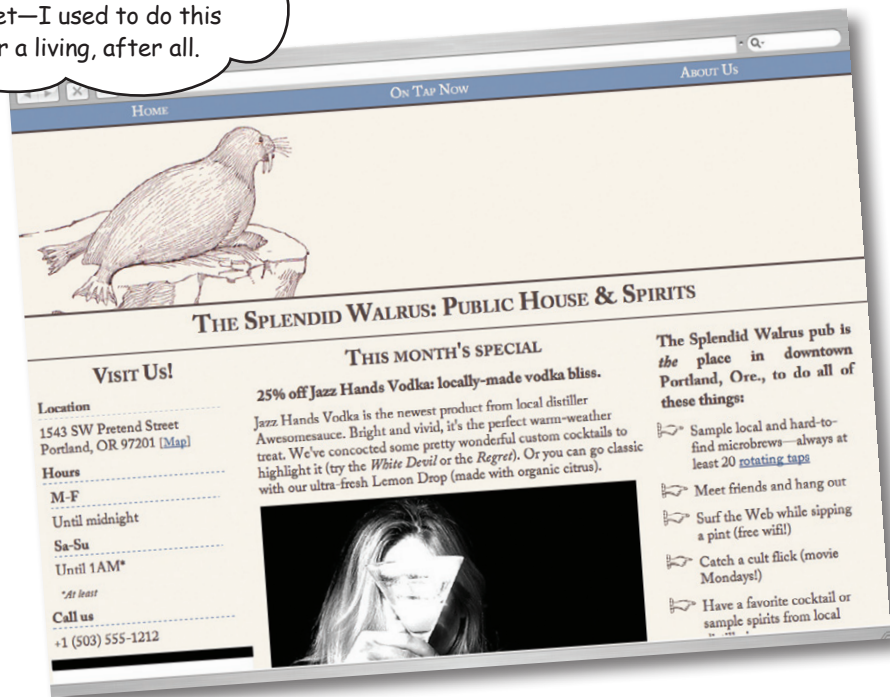 et—I used to do this
r a living, after all.
Home
On Tap Now
About Us
The Splendid Walrus: Public House & Spirits
Visit Us!
Location
1543 SW Pretend Street
Portland, OR 97201 [Map]
Hours
M-F
Until midnight
Sa-Su
Until 1AM*
*At least
Call us
+1 (503) 555-1212
This month's special
25% off Jazz Hands Vodka: locally-made vodka bliss.
Jazz Hands Vodka is the newest product from local distiller
Awesomesauce. Bright and vivid, it's the perfect warm-weather
treat. We've concocted some pretty wonderful custom cocktails to
highlight it (try the White Devil or the Regret). Or you can go classic
with our ultra-fresh Lemon Drop (made with organic citrus).
The Splendid Walrus pub is
the place in downtown
Portland, Ore., to do all of
these things:
Sample local and hard-to-
find microbrews—always at
least 20 rotating taps
Meet friends and hang out
Surf the Web while sipping
a pint (free wifi!)
Catch a cult flick (movie
Mondays!)
Have a favorite cocktail or
sample spirits from local